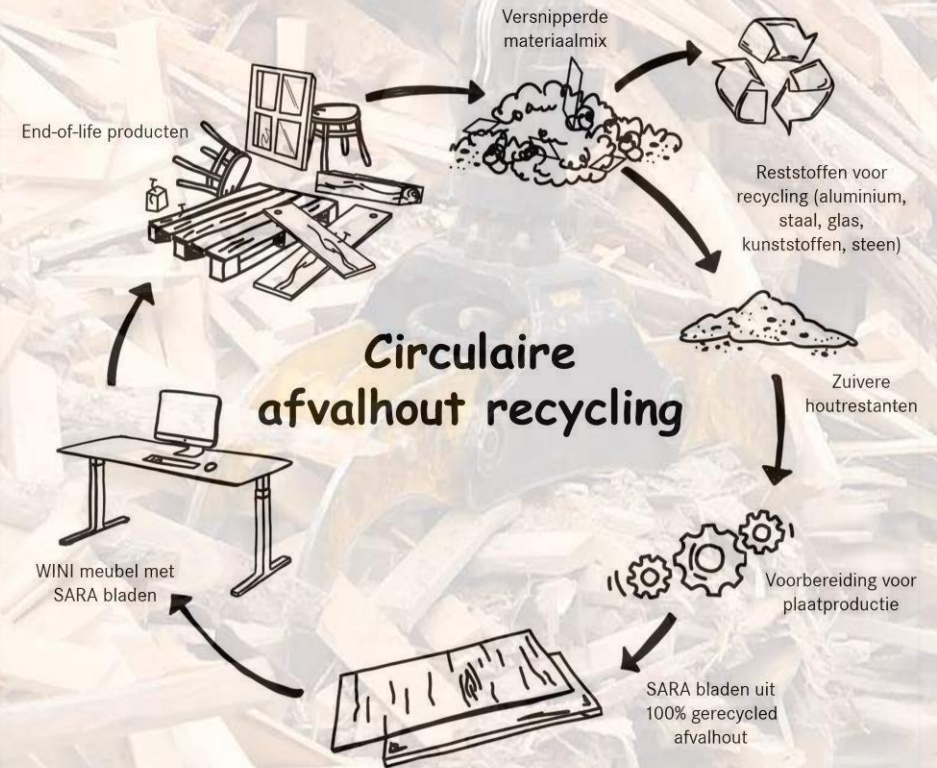 Versnipperde
materiaalmix
End-of-life producten
Reststoffen voor
recycling (aluminium,
staal, glas,
kunststoffen, steen)
Circulaire
afvalhout recycling
Zuivere
houtrestanten
WINI meubel met
SARA bladen
Voorbereiding voor
plaatproductie
SARA bladen uit
100% gerecycled
afvalhout